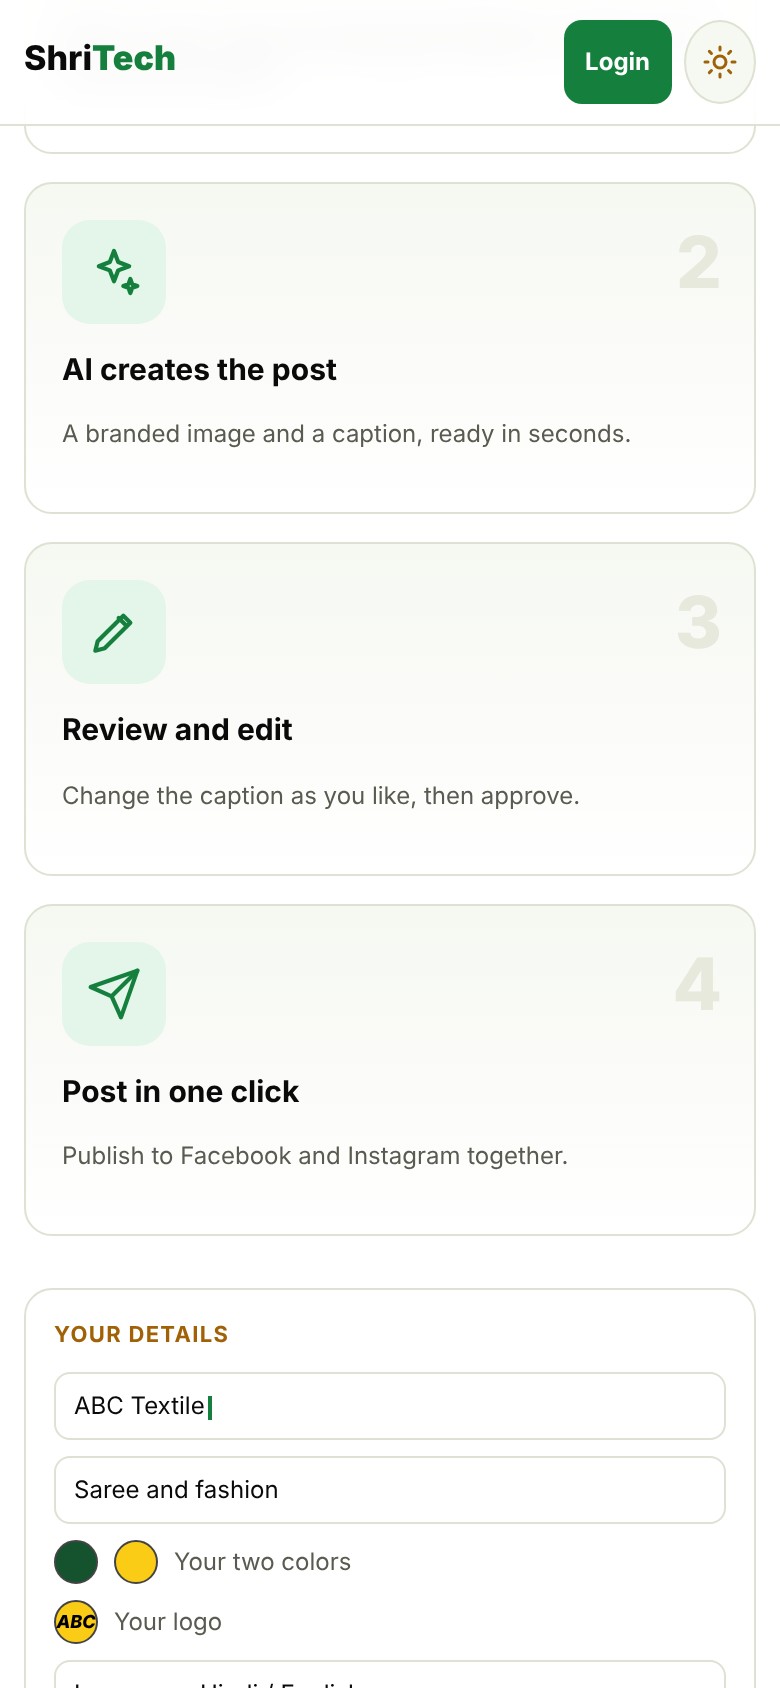 ShriTech
Login
2
AI creates the post
A branded image and a caption, ready in seconds.
3
Review and edit
Change the caption as you like, then approve.
4
Post in one click
Publish to Facebook and Instagram together.
YOUR DETAILS
ABC Textile
Saree and fashion
Your two colors
ABC
Your logo